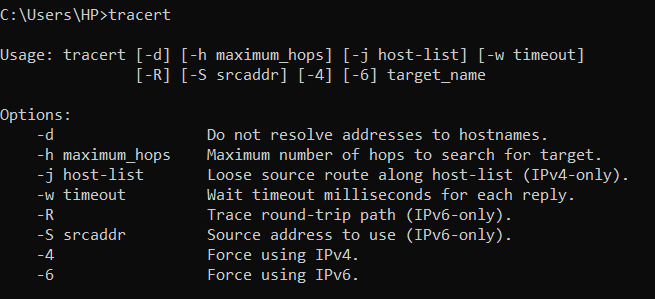 C:\Users\HP>tracert
Usage: tracert [-d] [-h maximum_hops] [-j host-list] [-w timeout]
[-R] [-S srcaddr] [-4] [-6] target_name
Options:
-d Do not resolve addresses to hostnames.
-h maximum_hops Maximum number of hops to search for target.
-j host-list Loose source route along host-list (IPv4-only).
-w timeout Wait timeout milliseconds for each reply.
-R Trace round-trip path (IPv6-only).
-S srcaddr Source address to use (IPv6-only).
-4 Force using IPv4.
-6 Force using IPv6.